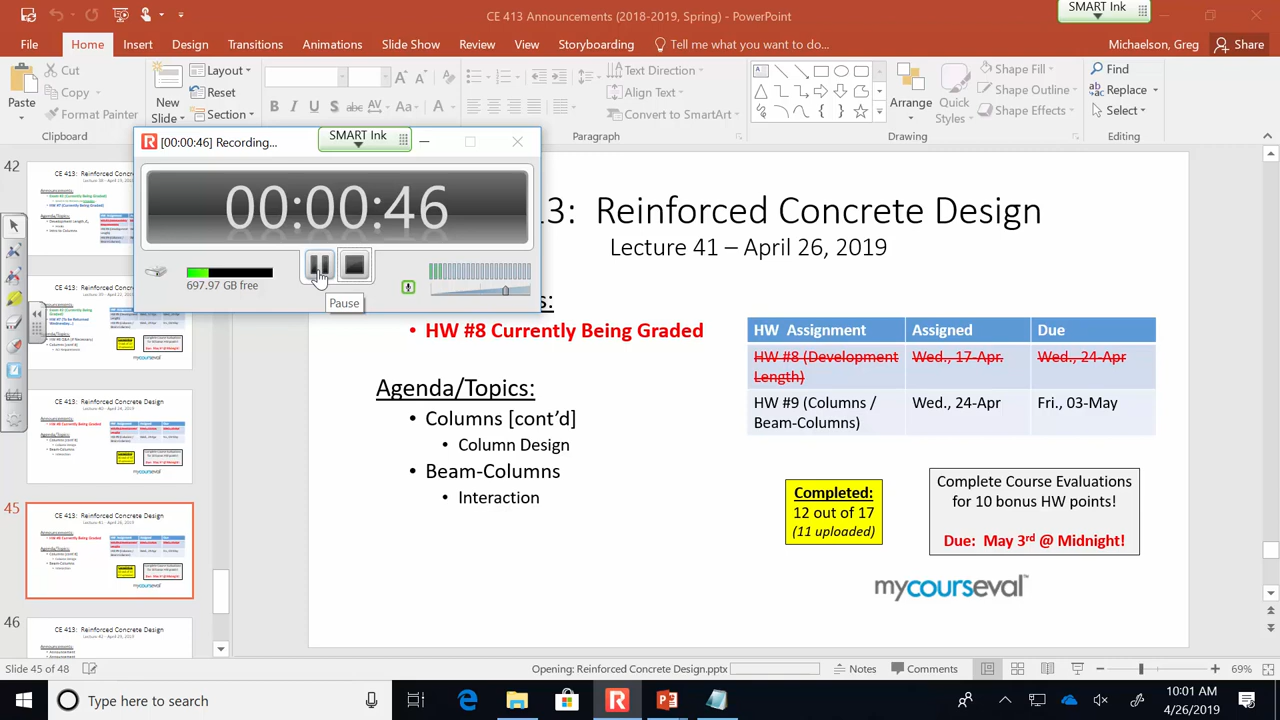 CE 413 Announcements (2018-2019, Spring) - PowerPoint
SMART Ink
File Home Insert Design Transitions Animations Slide Show Review View Storyboarding Tell me what you want to do... Michaelson, Greg Share
Paste
Cut
Copy
Format Painter
Clipboard
New Slide
Layout
Reset
Section
Text Direction
Align Text
Convert to SmartArt
Paragraph
Arrange
Quick Styles
Shape Fill
Shape Outline
Shape Effects
Drawing
Find
Replace
Select
Editing
[00:00:46] Recording...
SMART Ink
00:00:46
697.97 GB free
Pause
42
45
46
CE 413: Reinforced Concrete Design
13: Reinforced Concrete Design
Lecture 41 – April 26, 2019
s:
• HW #8 Currently Being Graded
Agenda/Topics:
• Columns [cont’d]
• Column Design
• Beam-Columns
• Interaction
HW Assignment Assigned Due
HW #8 (Development Wed., 17-Apr. Wed., 24-Apr
Length)
HW #9 (Columns / Wed., 24-Apr Fri., 03-May
Beam-Columns)
Completed:
12 out of 17
(11 uploaded)
Complete Course Evaluations
for 10 bonus HW points!
Due: May 3rd @ Midnight!
mycourseval
Slide 45 of 48
Opening: Reinforced Concrete Design.pptx
Notes
Comments
69%
Type here to search
10:01 AM
4/26/2019